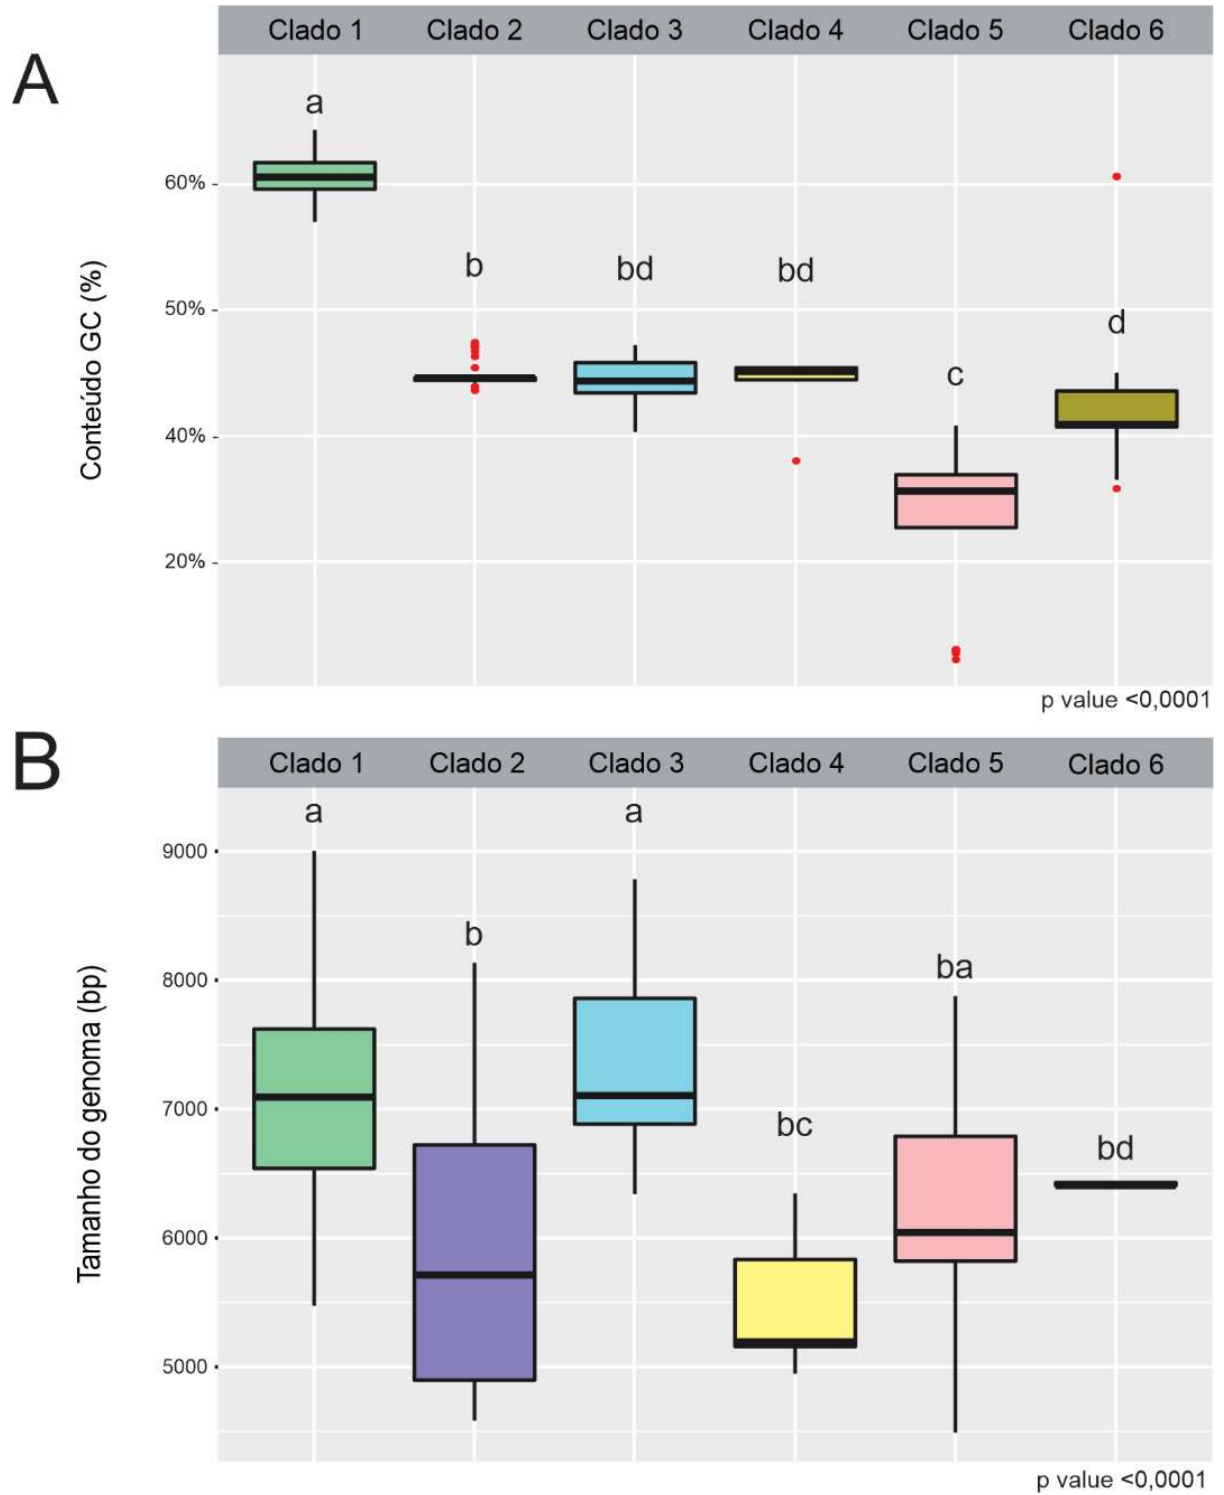 A
Clado 1 Clado 2 Clado 3 Clado 4 Clado 5 Clado 6
a
b
bd
bd
c
d
Conteúdo GC (%)
60%
50%
40%
20%
p value <0,0001
B
Clado 1 Clado 2 Clado 3 Clado 4 Clado 5 Clado 6
a
b
a
bc
ba
bd
Tamanho do genoma (bp)
9000
8000
7000
6000
5000
p value <0,0001